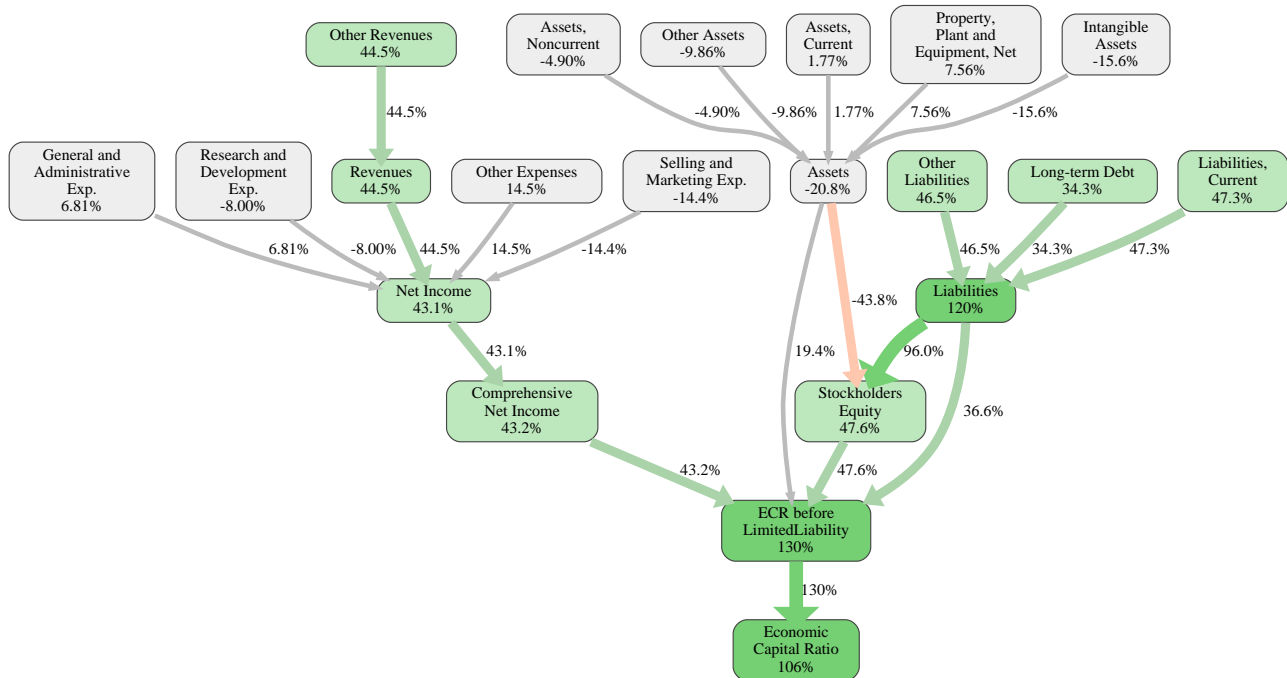 Other Revenues
44.5%
Assets,
Noncurrent
-4.90%
Other Assets
-9.86%
Assets,
Current
1.77%
Property,
Plant and
Equipment, Net
7.56%
Intangible
Assets
-15.6%
44.5%
-4.90%
-9.86%
1.77%
7.56%
-15.6%
General and
Administrative
Exp.
6.81%
Research and
Development
Exp.
-8.00%
Revenues
44.5%
Other Expenses
14.5%
Selling and
Marketing Exp.
-14.4%
Assets
-20.8%
Other
Liabilities
46.5%
Long-term Debt
34.3%
Liabilities,
Current
47.3%
6.81%
-8.00%
44.5%
14.5%
-14.4%
46.5%
34.3%
47.3%
Net Income
43.1%
Liabilities
120%
-43.8%
43.1%
19.4%
96.0%
36.6%
Comprehensive
Net Income
43.2%
Stockholders
Equity
47.6%
43.2%
47.6%
ECR before
LimitedLiability
130%
130%
Economic
Capital Ratio
106%